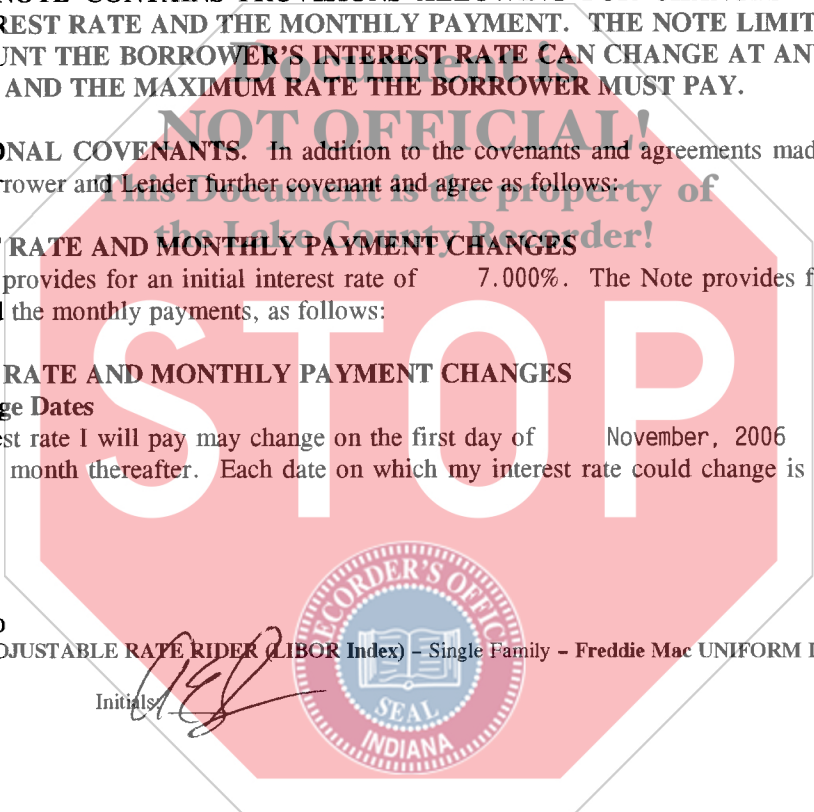 NOTE CONTAINS PROVISIONS ALLOWING FOR
REST RATE AND THE MONTHLY PAYMENT. THE NOTE LIMIT
UNT THE BORROWER'S INTEREST RATE CAN CHANGE AT AN
AND THE MAXIMUM RATE THE BORROWER MUST PAY.
Document is
NOT OFFICIAL!
This Document is the property of
the Lake County Recorder!
ONAL COVENANTS. In addition to the covenants and agreements mad
rrower and Lender further covenant and agree as follows:
RATE AND MONTHLY PAYMENT CHANGES
provides for an initial interest rate of 7.000%. The Note provides f
the monthly payments, as follows:
STOP
RATE AND MONTHLY PAYMENT CHANGES
ge Dates
est rate I will pay may change on the first day of November, 2006
month thereafter. Each date on which my interest rate could change is
RECORDER'S OFFICE
SEAL
INDIANA
DJUSTABLE RATE RIDER (LIBOR Index) – Single Family – Freddie Mac UNIFORM I
Initials: